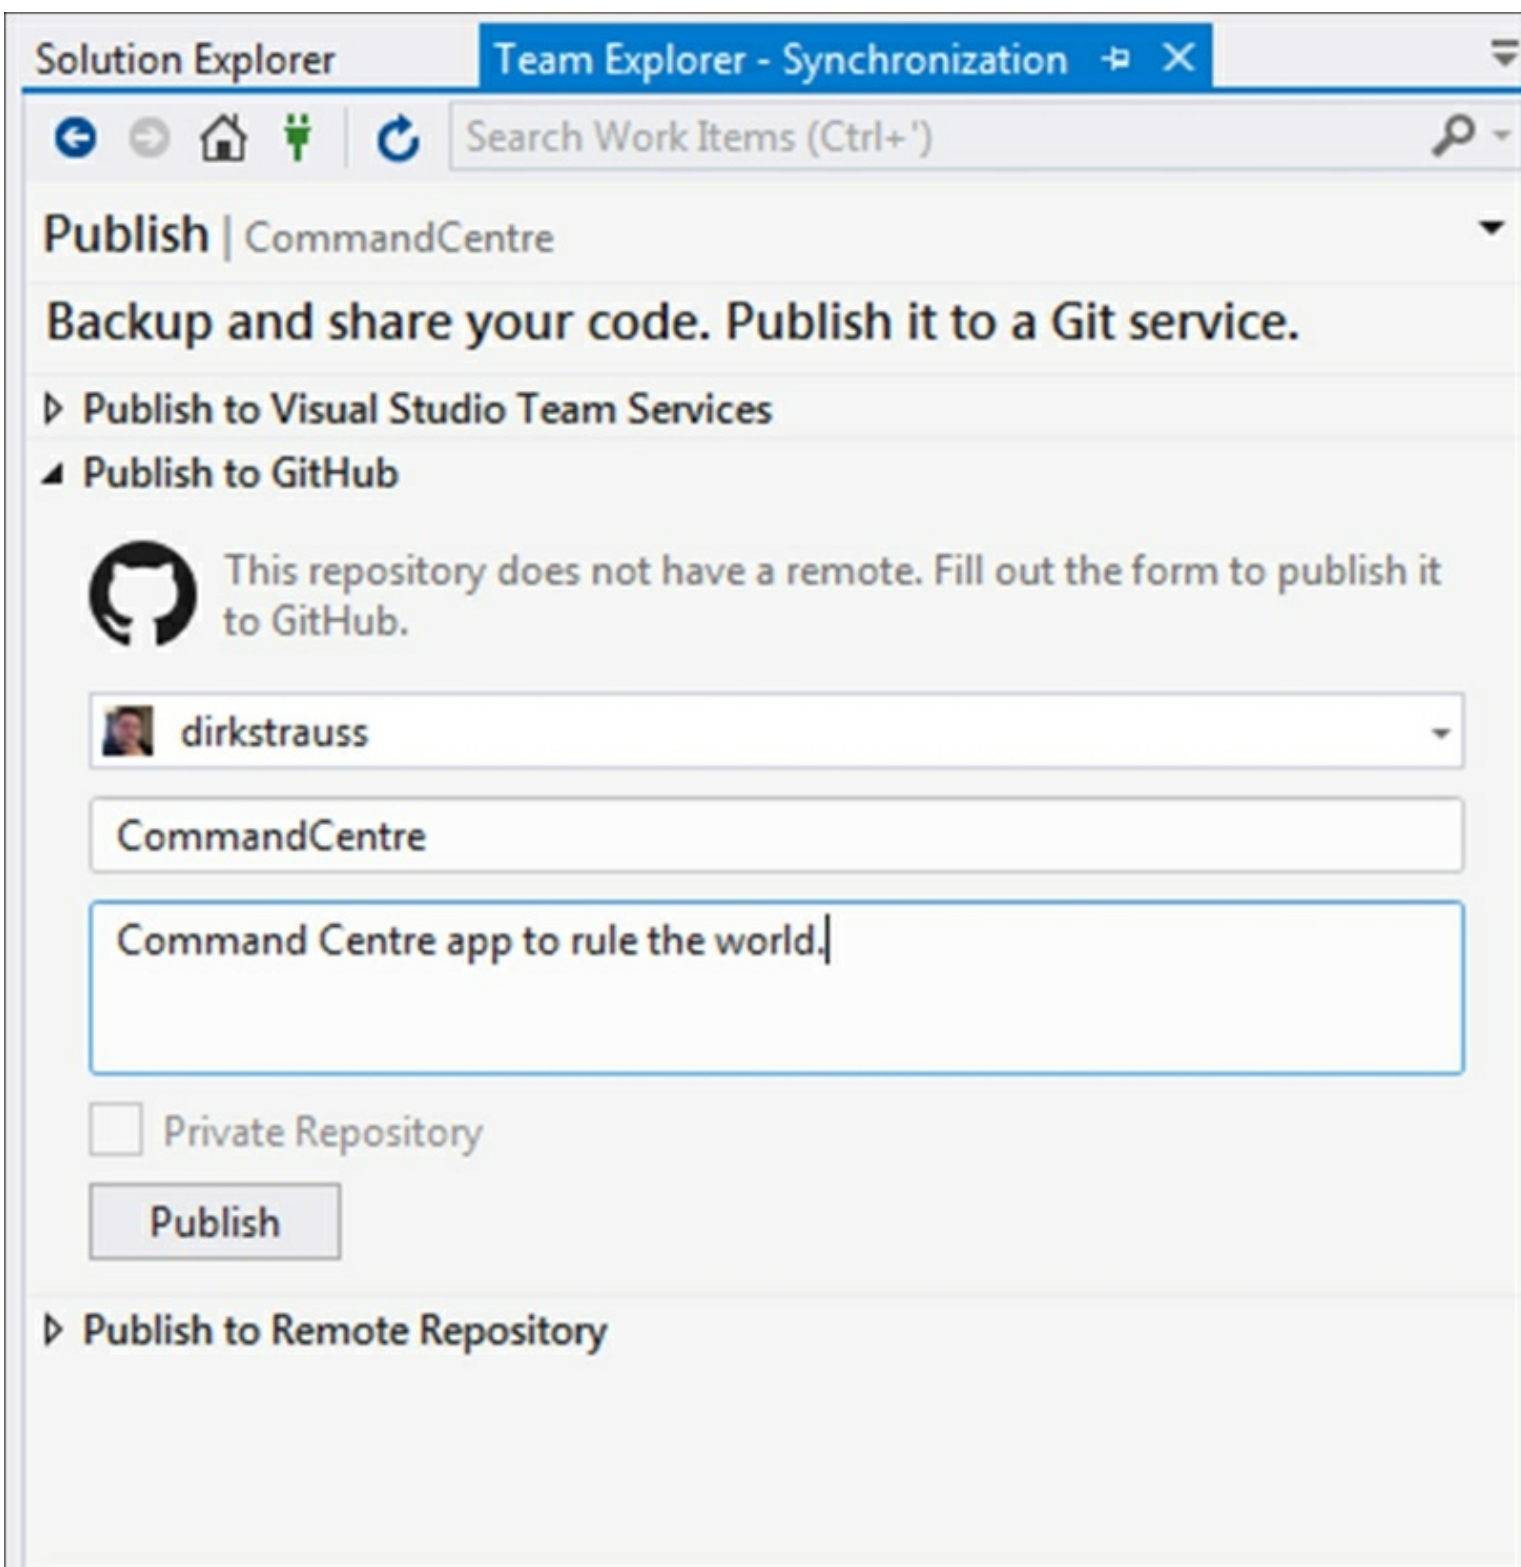 Solution Explorer
Team Explorer - Synchronization
Search Work Items (Ctrl+')
Publish | CommandCentre
Backup and share your code. Publish it to a Git service.
Publish to Visual Studio Team Services
Publish to GitHub
This repository does not have a remote. Fill out the form to publish it
to GitHub.
dirkstrauss
CommandCentre
Command Centre app to rule the world.
Private Repository
Publish
Publish to Remote Repository